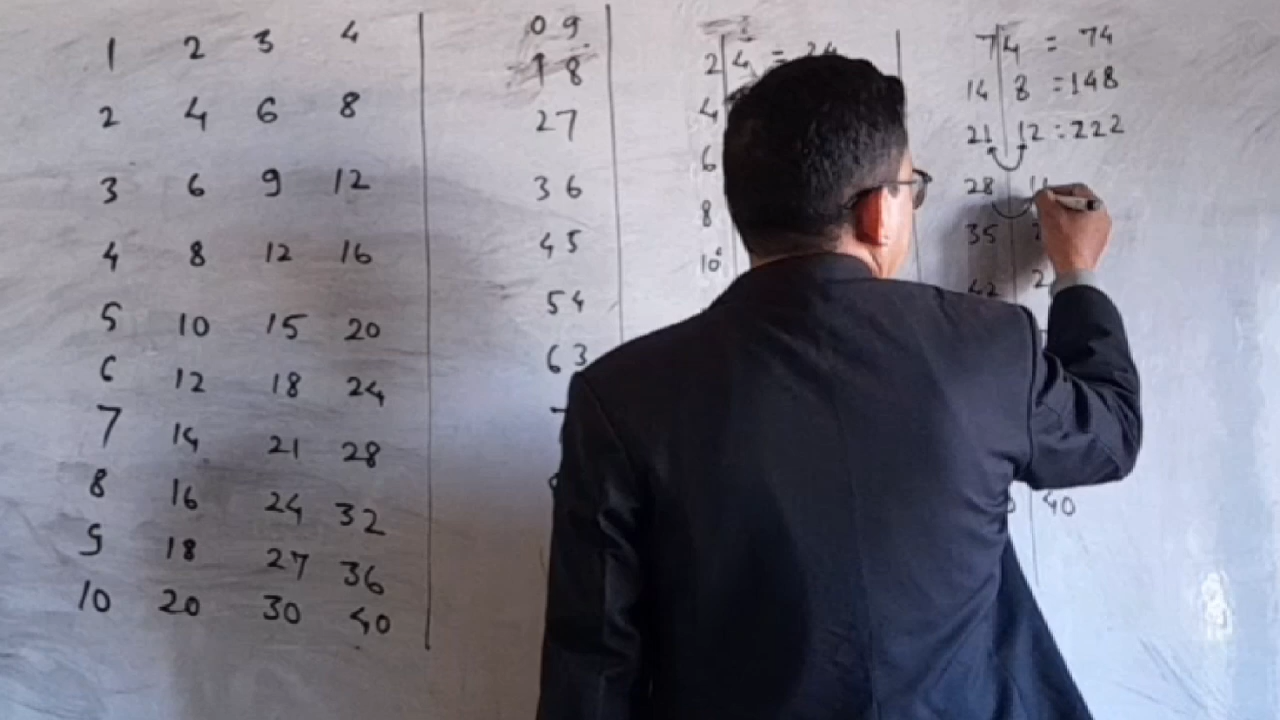 1 2 3 4
2 4 6 8
3 6 9 12
4 8 12 16
5 10 15 20
6 12 18 24
7 14 21 28
8 16 24 32
9 18 27 36
10 20 30 40
09
18
27
36
45
54
63
2 4 = 24
4
6
8
10
7 4 = 74
14 8 = 148
21 12 = 222
28
35
42 2
40